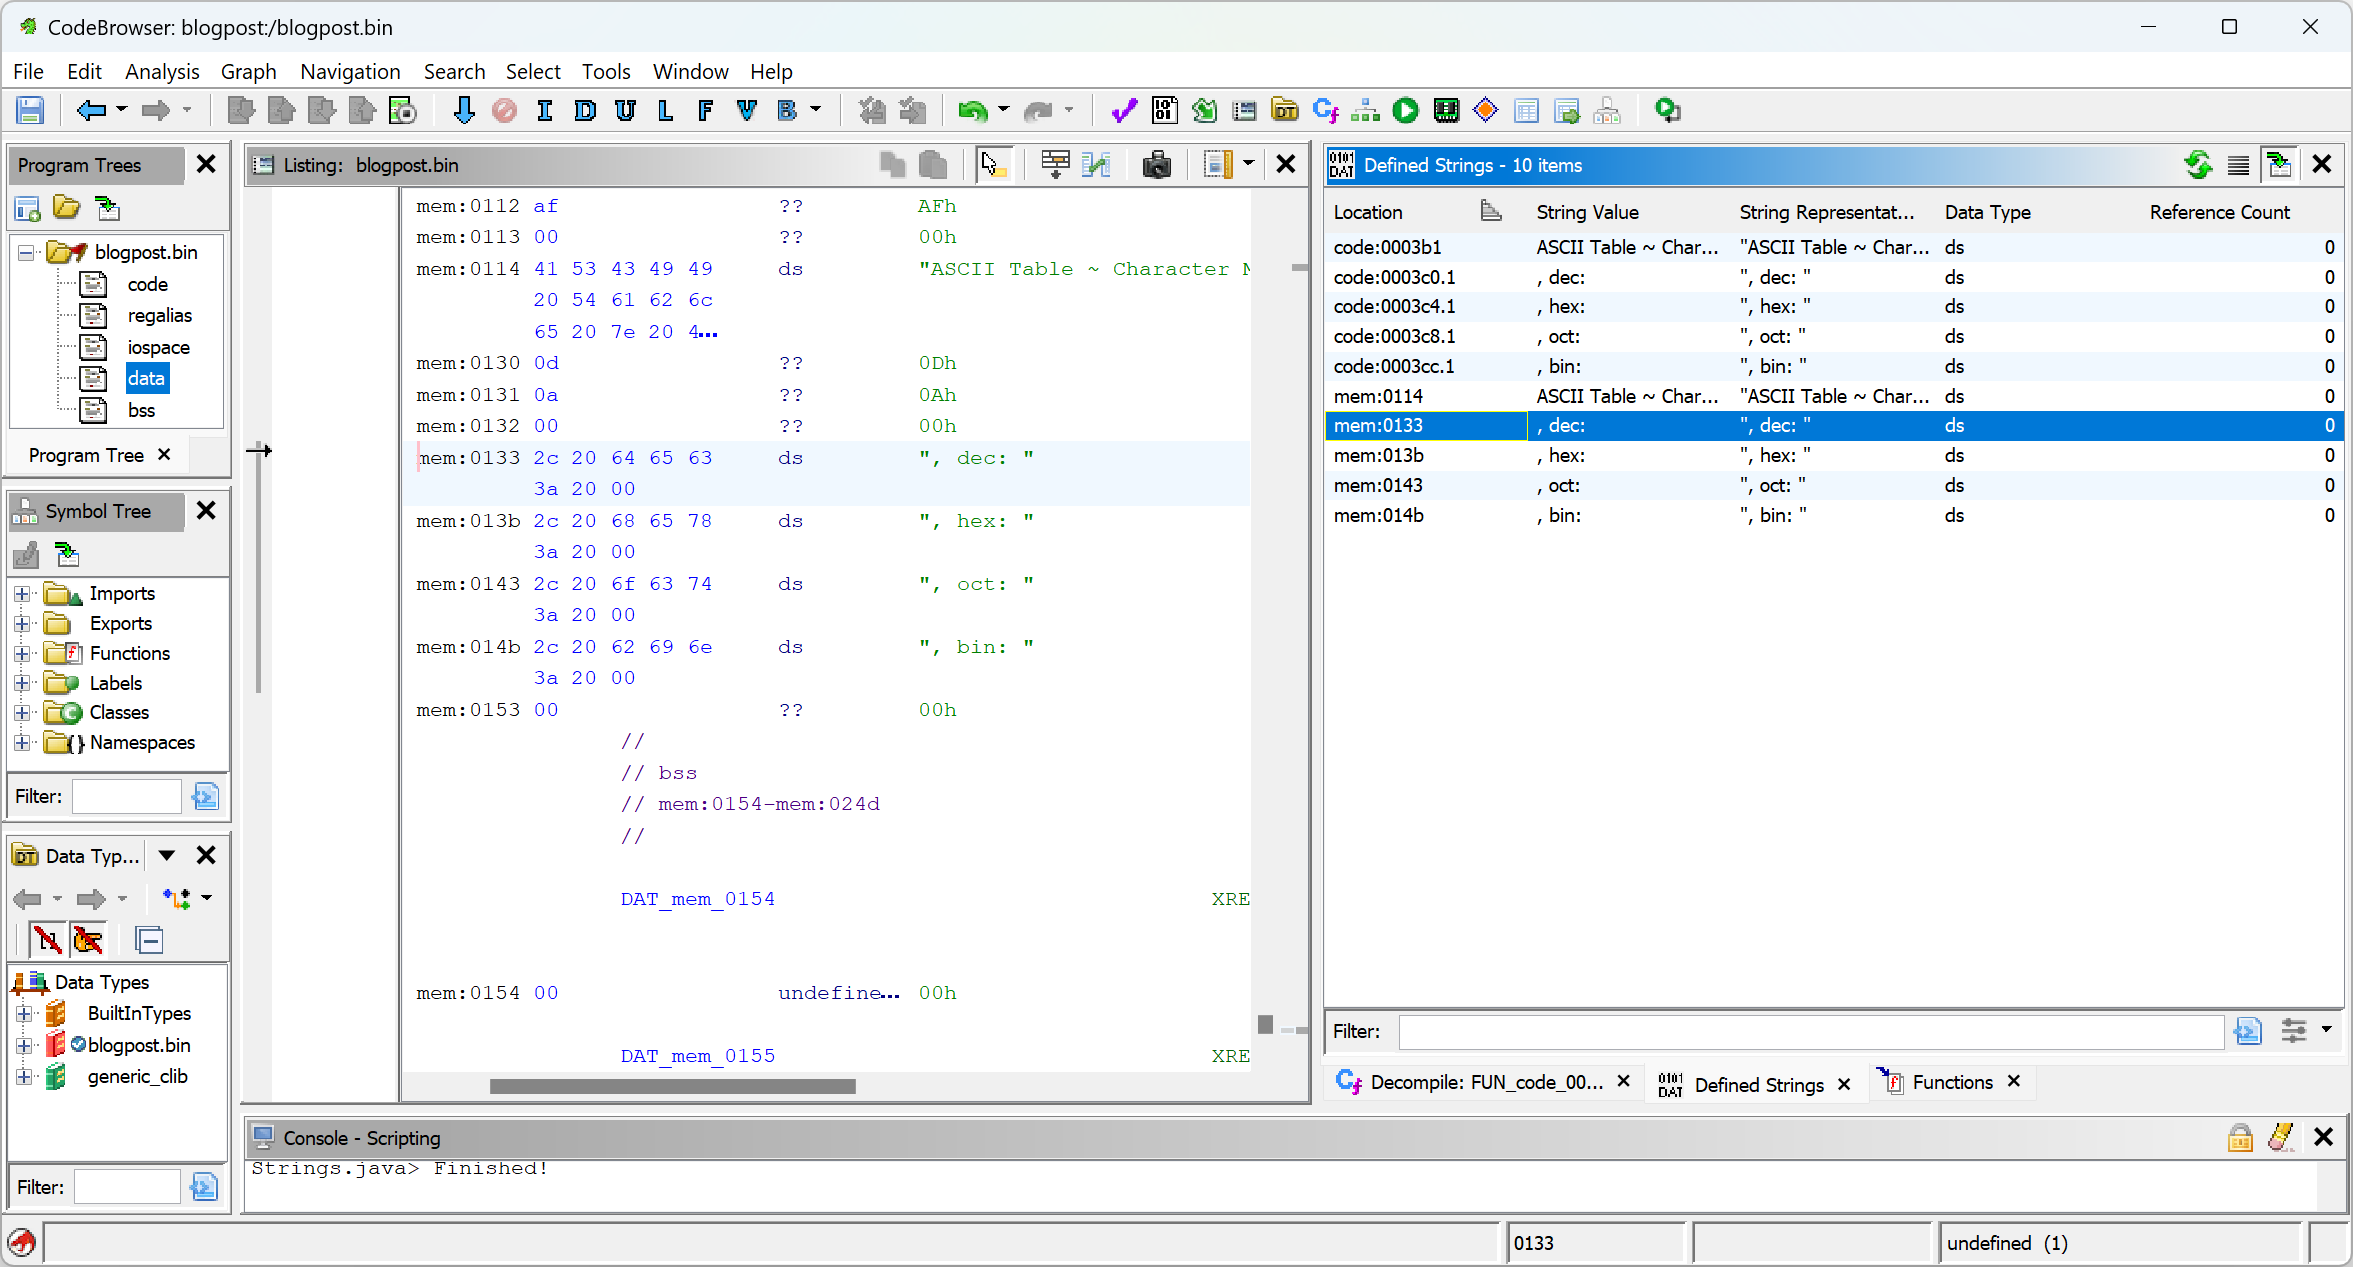 CodeBrowser: blogpost:/blogpost.bin
File Edit Analysis Graph Navigation Search Select Tools Window Help
I D U L F V B
Program Trees
blogpost.bin
code
regalias
iospace
data
bss
Program Tree
Symbol Tree
Imports
Exports
Functions
Labels
Classes
Namespaces
Filter:
Data Typ...
Data Types
BuiltInTypes
blogpost.bin
generic_clib
Filter:
Listing: blogpost.bin
mem:0112 af ?? AFh
mem:0113 00 ?? 00h
mem:0114 41 53 43 49 49 ds "ASCII Table ~ Character
20 54 61 62 6c
65 20 7e 20 4...
mem:0130 0d ?? 0Dh
mem:0131 0a ?? 0Ah
mem:0132 00 ?? 00h
mem:0133 2c 20 64 65 63 ds ", dec: "
3a 20 00
mem:013b 2c 20 68 65 78 ds ", hex: "
3a 20 00
mem:0143 2c 20 6f 63 74 ds ", oct: "
3a 20 00
mem:014b 2c 20 62 69 6e ds ", bin: "
3a 20 00
mem:0153 00 ?? 00h
//
// bss
// mem:0154-mem:024d
//
DAT_mem_0154 XRE
mem:0154 00 undefine... 00h
DAT_mem_0155 XRE
Defined Strings - 10 items
Location String Value String Representat... Data Type Reference Count
code:0003b1 ASCII Table ~ Char... "ASCII Table ~ Char... ds 0
code:0003c0.1 , dec: ", dec: " ds 0
code:0003c4.1 , hex: ", hex: " ds 0
code:0003c8.1 , oct: ", oct: " ds 0
code:0003cc.1 , bin: ", bin: " ds 0
mem:0114 ASCII Table ~ Char... "ASCII Table ~ Char... ds 0
mem:0133 , dec: ", dec: " ds 0
mem:013b , hex: ", hex: " ds 0
mem:0143 , oct: ", oct: " ds 0
mem:014b , bin: ", bin: " ds 0
Filter:
Decompile: FUN_code_00... Defined Strings Functions
Console - Scripting
Strings.java> Finished!
0133 undefined (1)